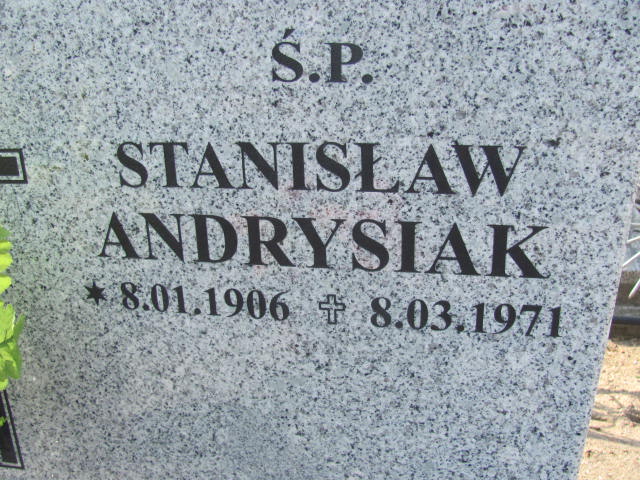 Ś.P.
STANISŁAW
ANDRYSIAK
* 8.01.1906 ✞ 8.03.1971